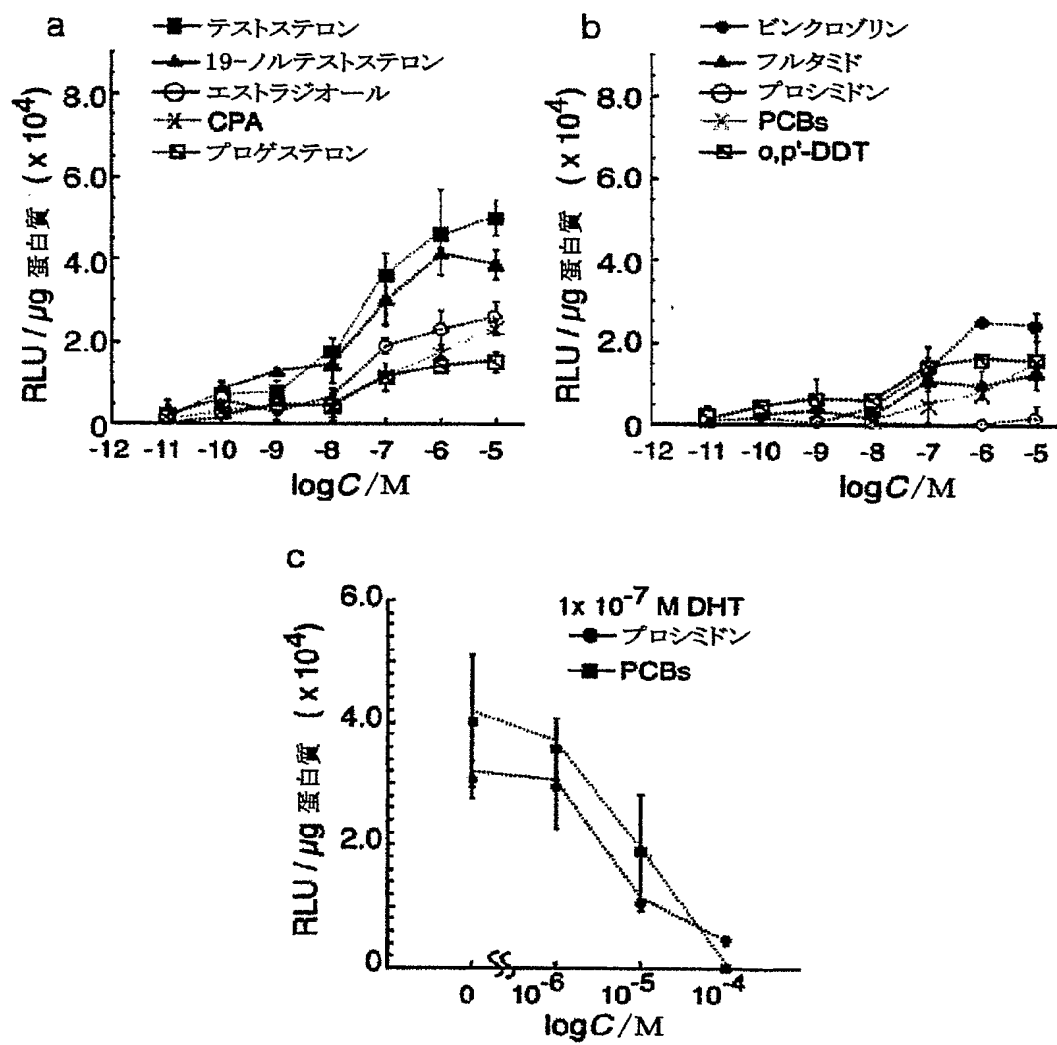 a
テストステロン
19-ノルテストステロン
エストラジオール
CPA
プロゲステロン
RLU / μg 蛋白質 (x 10⁴)
8.0
6.0
4.0
2.0
0
-12 -11 -10 -9 -8 -7 -6 -5
logC/M
b
ビンクロゾリン
フルタミド
プロシミドン
PCBs
o,p'-DDT
RLU / μg 蛋白質 (x 10⁴)
8.0
6.0
4.0
2.0
0
-12 -11 -10 -9 -8 -7 -6 -5
logC/M
c
1x 10⁻⁷ M DHT
プロシミドン
PCBs
RLU / μg 蛋白質 (x 10⁴)
6.0
4.0
2.0
0
0 10⁻⁶ 10⁻⁵ 10⁻⁴
logC/M